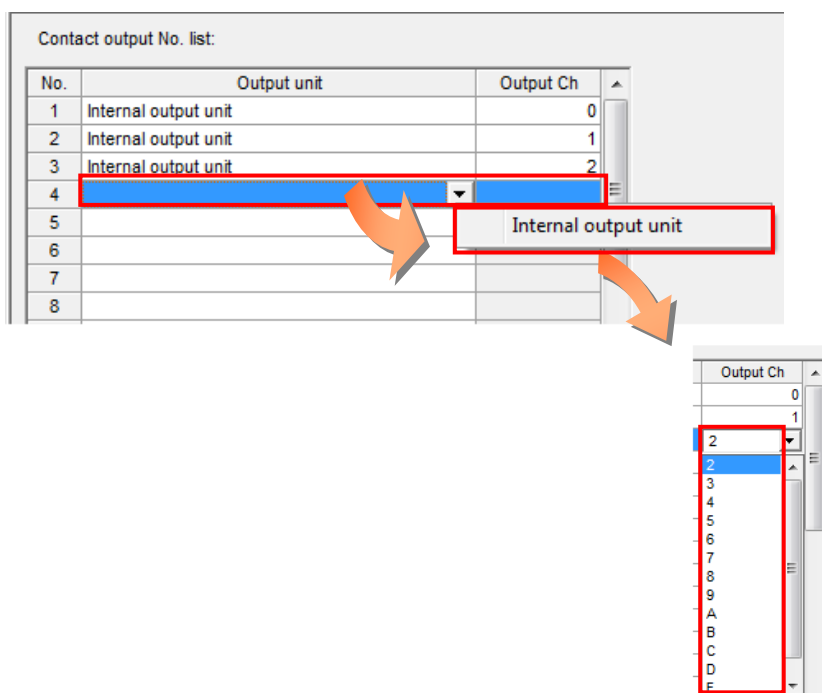 Contact output No. list:
No. Output unit Output Ch
1 Internal output unit 0
2 Internal output unit 1
3 Internal output unit 2
4
5 Internal output unit
6
7
8
Output Ch
0
1
2
2
3
4
5
6
7
8
9
A
B
C
D